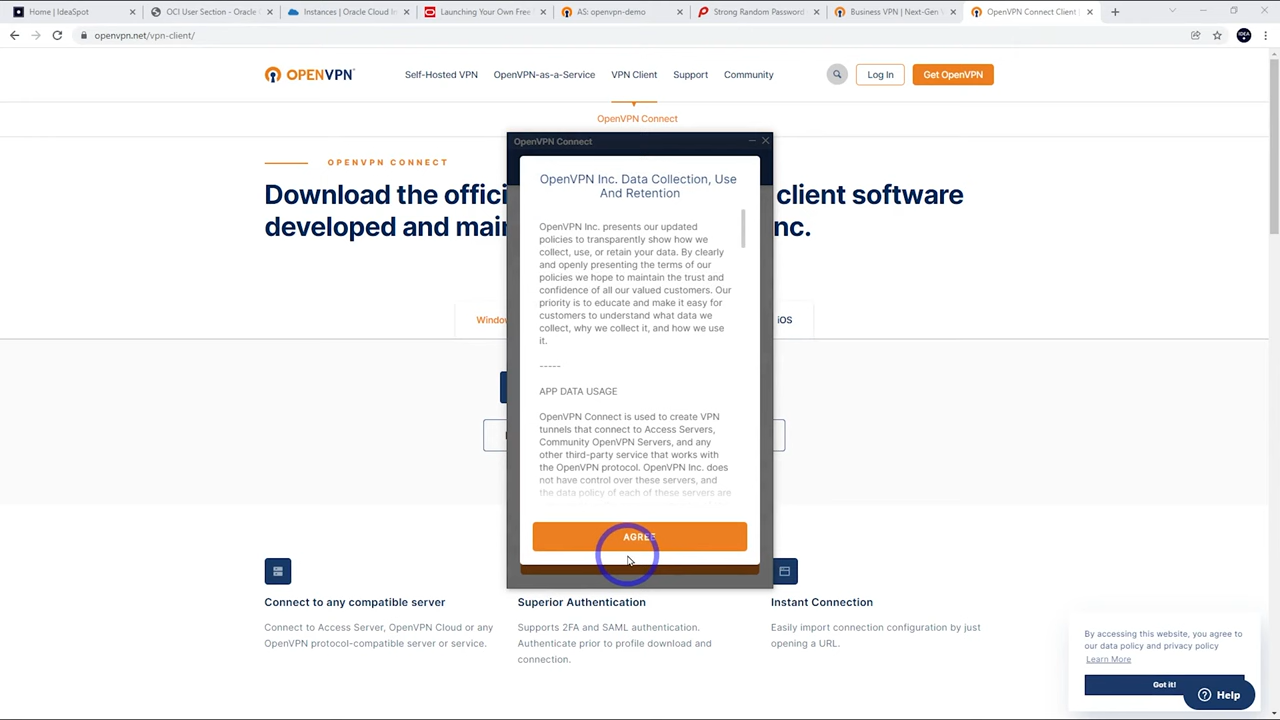 Home | IdeaSpot
OCI User Section - Oracle
Instances | Oracle Cloud In
Launching Your Own Free
AS: openvpn-demo
Strong Random Password
Business VPN | Next-Gen
OpenVPN Connect Client
openvpn.net/vpn-client/
IDEA
OPENVPN
Self-Hosted VPN
OpenVPN-as-a-Service
VPN Client
Support
Community
Log In
Get OpenVPN
OpenVPN Connect
OPENVPN CONNECT
Download the offici
client software
developed and main
nc.
Windo
iOS
OpenVPN Connect
OpenVPN Inc. Data Collection, Use
And Retention
OpenVPN Inc. presents our updated
policies to transparently show how we
collect, use, or retain your data. By clearly
and openly presenting the terms of our
policies we hope to maintain the trust and
confidence of all our valued customers. Our
priority is to educate and make it easy for
customers to understand what data we
collect, why we collect it, and how we use
it.
-----
APP DATA USAGE
OpenVPN Connect is used to create VPN
tunnels that connect to Access Servers,
Community OpenVPN Servers, and any
other third-party service that works with
the OpenVPN protocol. OpenVPN Inc. does
not have control over these servers, and
the data policy of each of these servers are
AGREE
Connect to any compatible server
Connect to Access Server, OpenVPN Cloud or any
OpenVPN protocol-compatible server or service.
Superior Authentication
Supports 2FA and SAML authentication.
Authenticate prior to profile download and
connection.
Instant Connection
Easily import connection configuration by just
opening a URL.
By accessing this website, you agree to
our data policy and privacy policy
Learn More
Got it!
Help